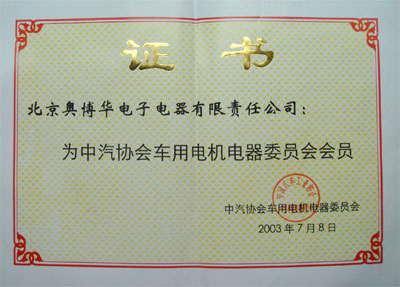 证书
北京奥博华电子电器有限责任公司：
为中汽协会车用电机电器委员会会员
中汽协会车用电机电器委员会
2003年7月8日